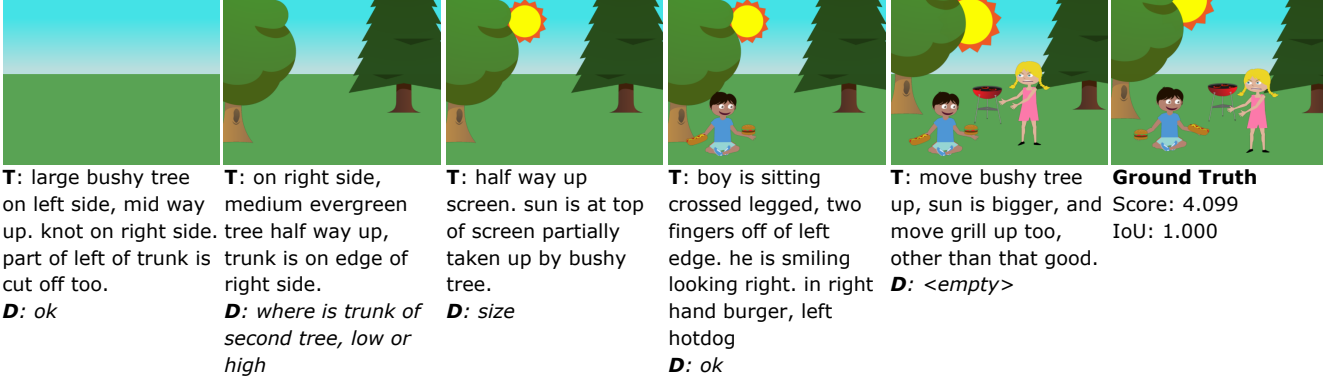 T: large bushy tree
on left side, mid way
up. knot on right side.
part of left of trunk is
cut off too.
D: ok
T: on right side,
medium evergreen
tree half way up,
trunk is on edge of
right side.
D: where is trunk of
second tree, low or
high
T: half way up
screen. sun is at top
of screen partially
taken up by bushy
tree.
D: size
T: boy is sitting
crossed legged, two
fingers off of left
edge. he is smiling
looking right. in right
hand burger, left
hotdog
D: ok
T: move bushy tree
up, sun is bigger, and
move grill up too,
other than that good.
D: <empty>
Ground Truth
Score: 4.099
IoU: 1.000